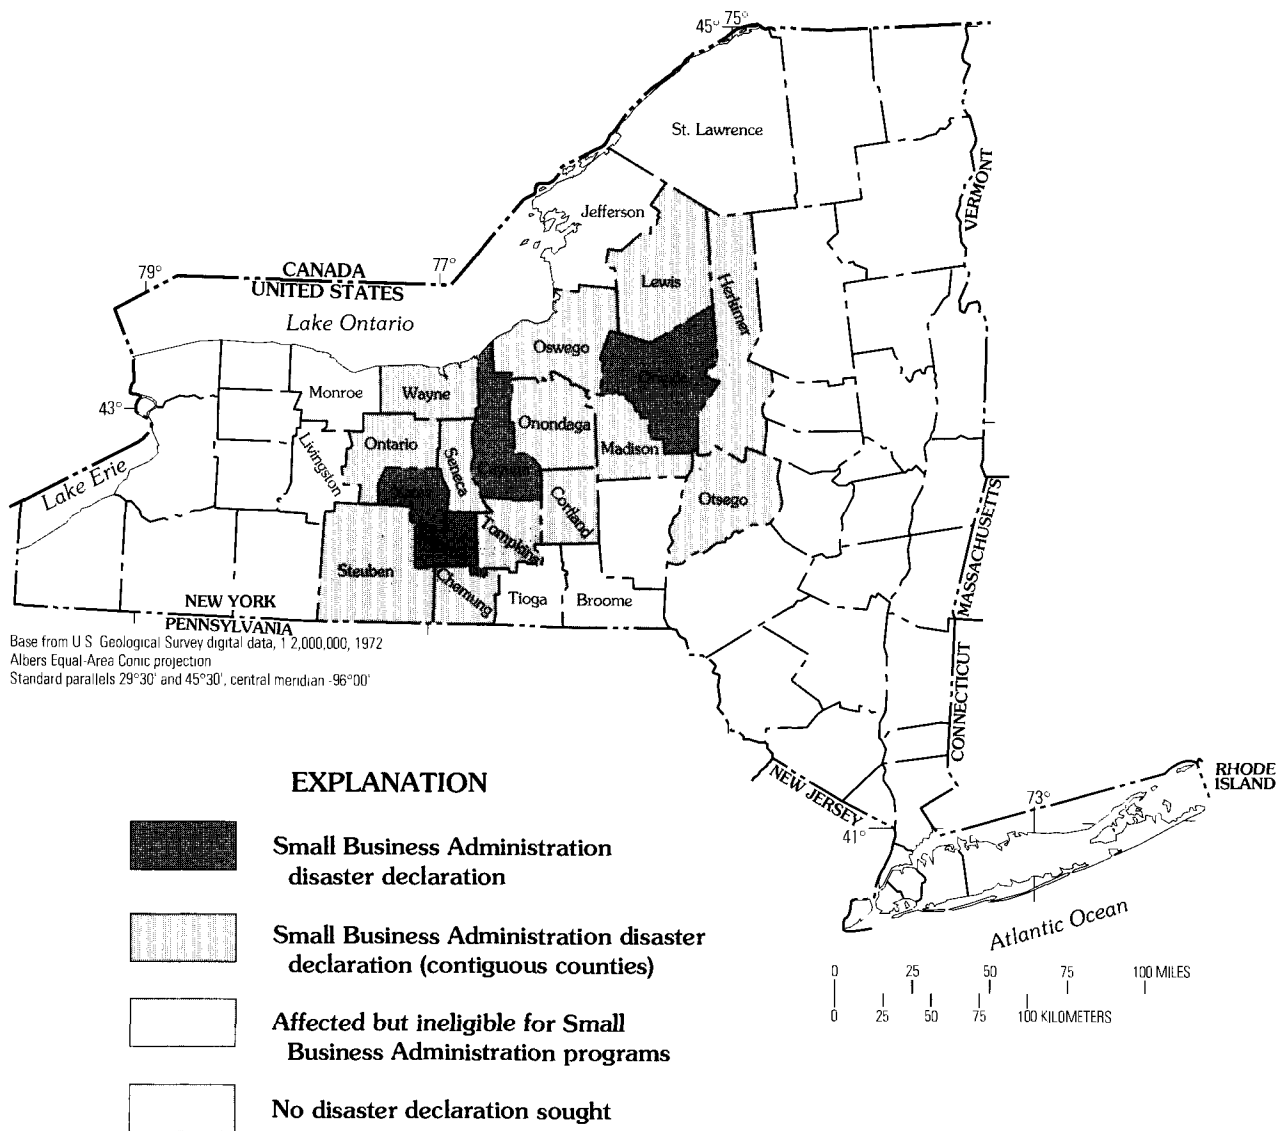 45° 75°
St. Lawrence
VERMONT
Jefferson
79°
CANADA
77°
UNITED STATES
Lewis
Herkimer
Lake Ontario
Oswego
Oneida
Monroe
Wayne
43°
Onondaga
Ontario
Madison
Livingston
Seneca
Cayuga
Lake Erie
Yates
Otsego
Cortland
Tompkins
MASSACHUSETTS
Steuben
Chemung
NEW YORK
Tioga
Broome
PENNSYLVANIA
Base from U S Geological Survey digital data, 1 2,000,000, 1972
Albers Equal-Area Conic projection
Standard parallels 29°30' and 45°30', central meridian -96°00'
CONNECTICUT
EXPLANATION
NEW JERSEY
RHODE
ISLAND
73°
41°
Small Business Administration
disaster declaration
Atlantic Ocean
Small Business Administration disaster
declaration (contiguous counties)
0 25 50 75 100 MILES
0 25 50 75 100 KILOMETERS
Affected but ineligible for Small
Business Administration programs
No disaster declaration sought